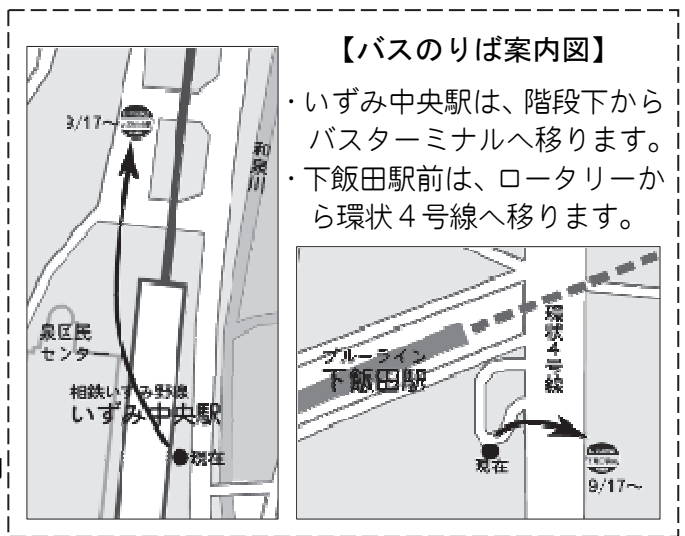 【バスのりば案内図】
・いずみ中央駅は、階段下から
バスターミナルへ移ります。
・下飯田駅前は、ロータリーか
ら環状４号線へ移ります。
9/17～
和泉川
泉区民
センター
相鉄いずみ野線
いずみ中央駅
現在
ブルーライン
下飯田駅
環状４号線
現在
9/17～